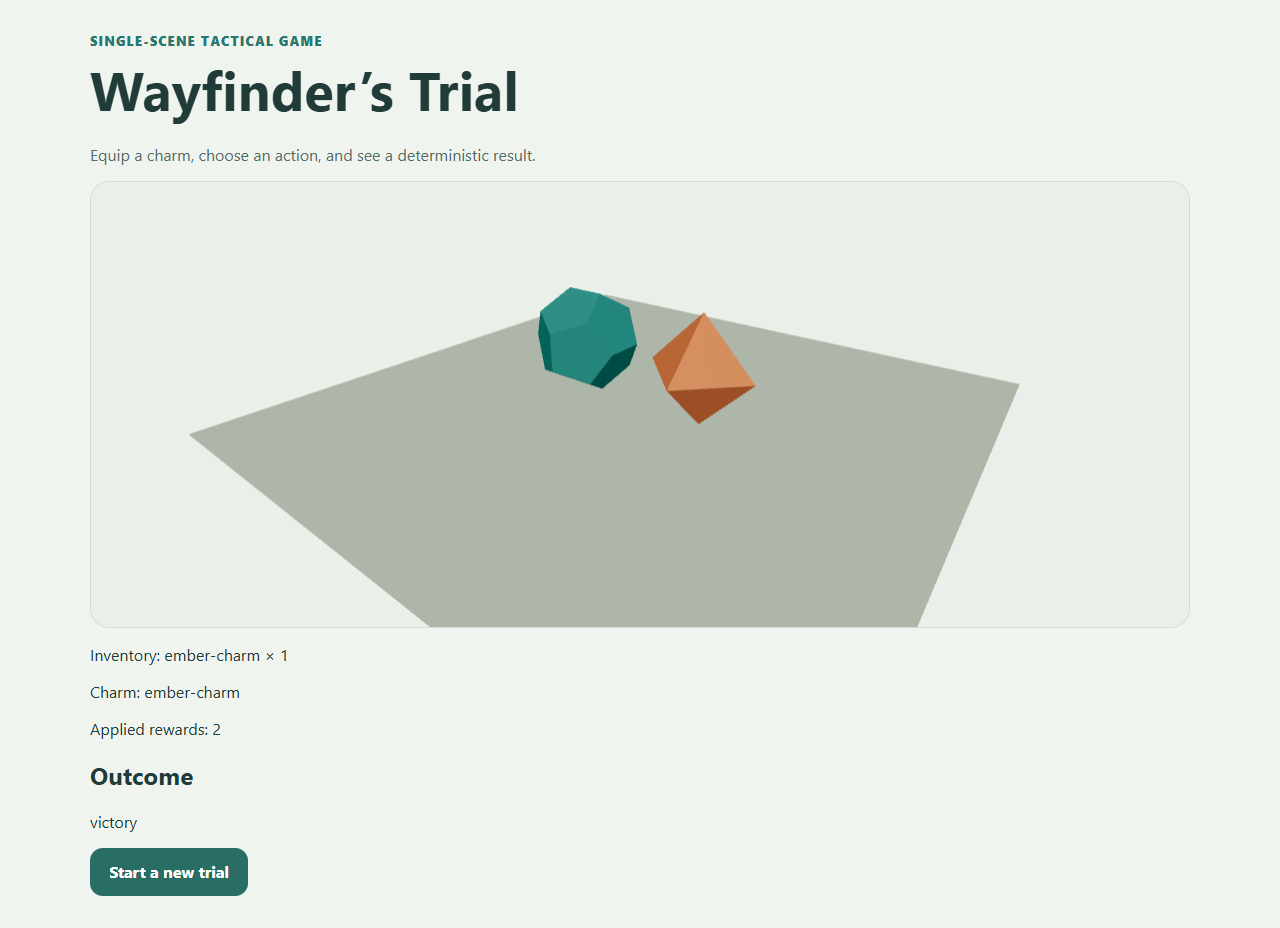 SINGLE-SCENE TACTICAL GAME
Wayfinder’s Trial
Equip a charm, choose an action, and see a deterministic result.
Inventory: ember-charm × 1
Charm: ember-charm
Applied rewards: 2
Outcome
victory
Start a new trial